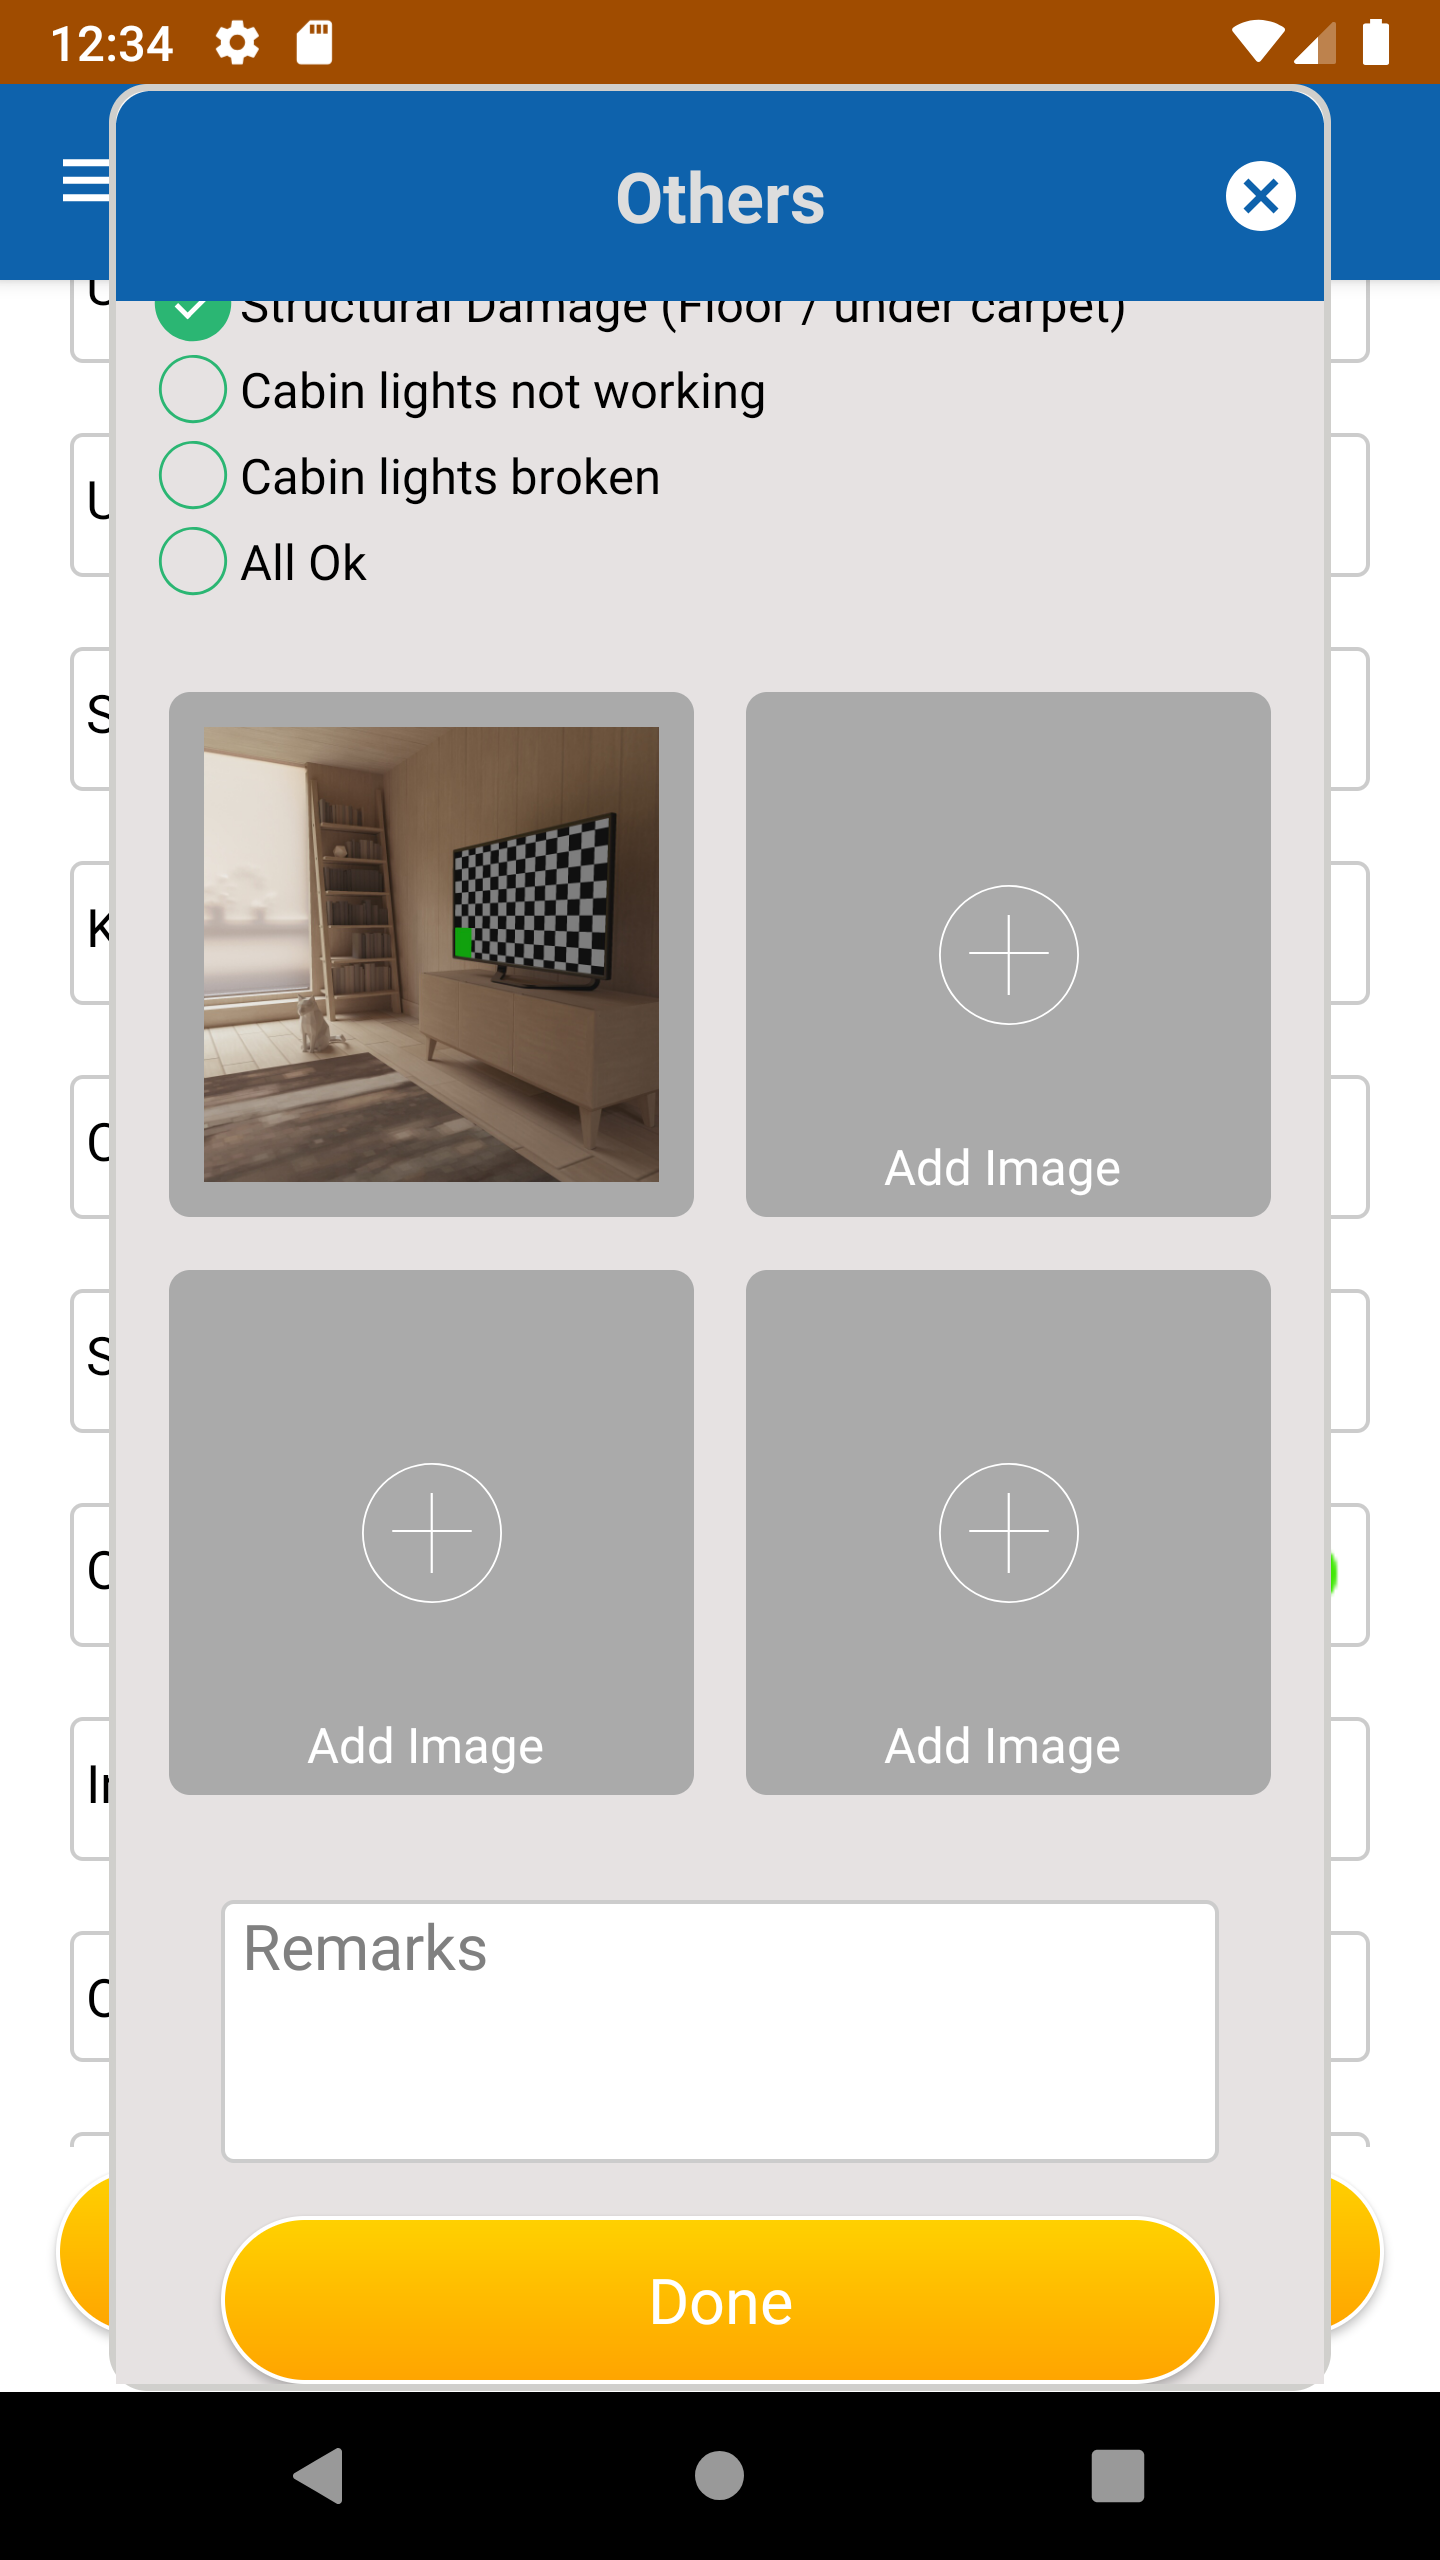 12:34
Others
Structural Damage (Floor / under carpet)
Cabin lights not working
Cabin lights broken
All Ok
Add Image
Add Image
Add Image
Remarks
Done